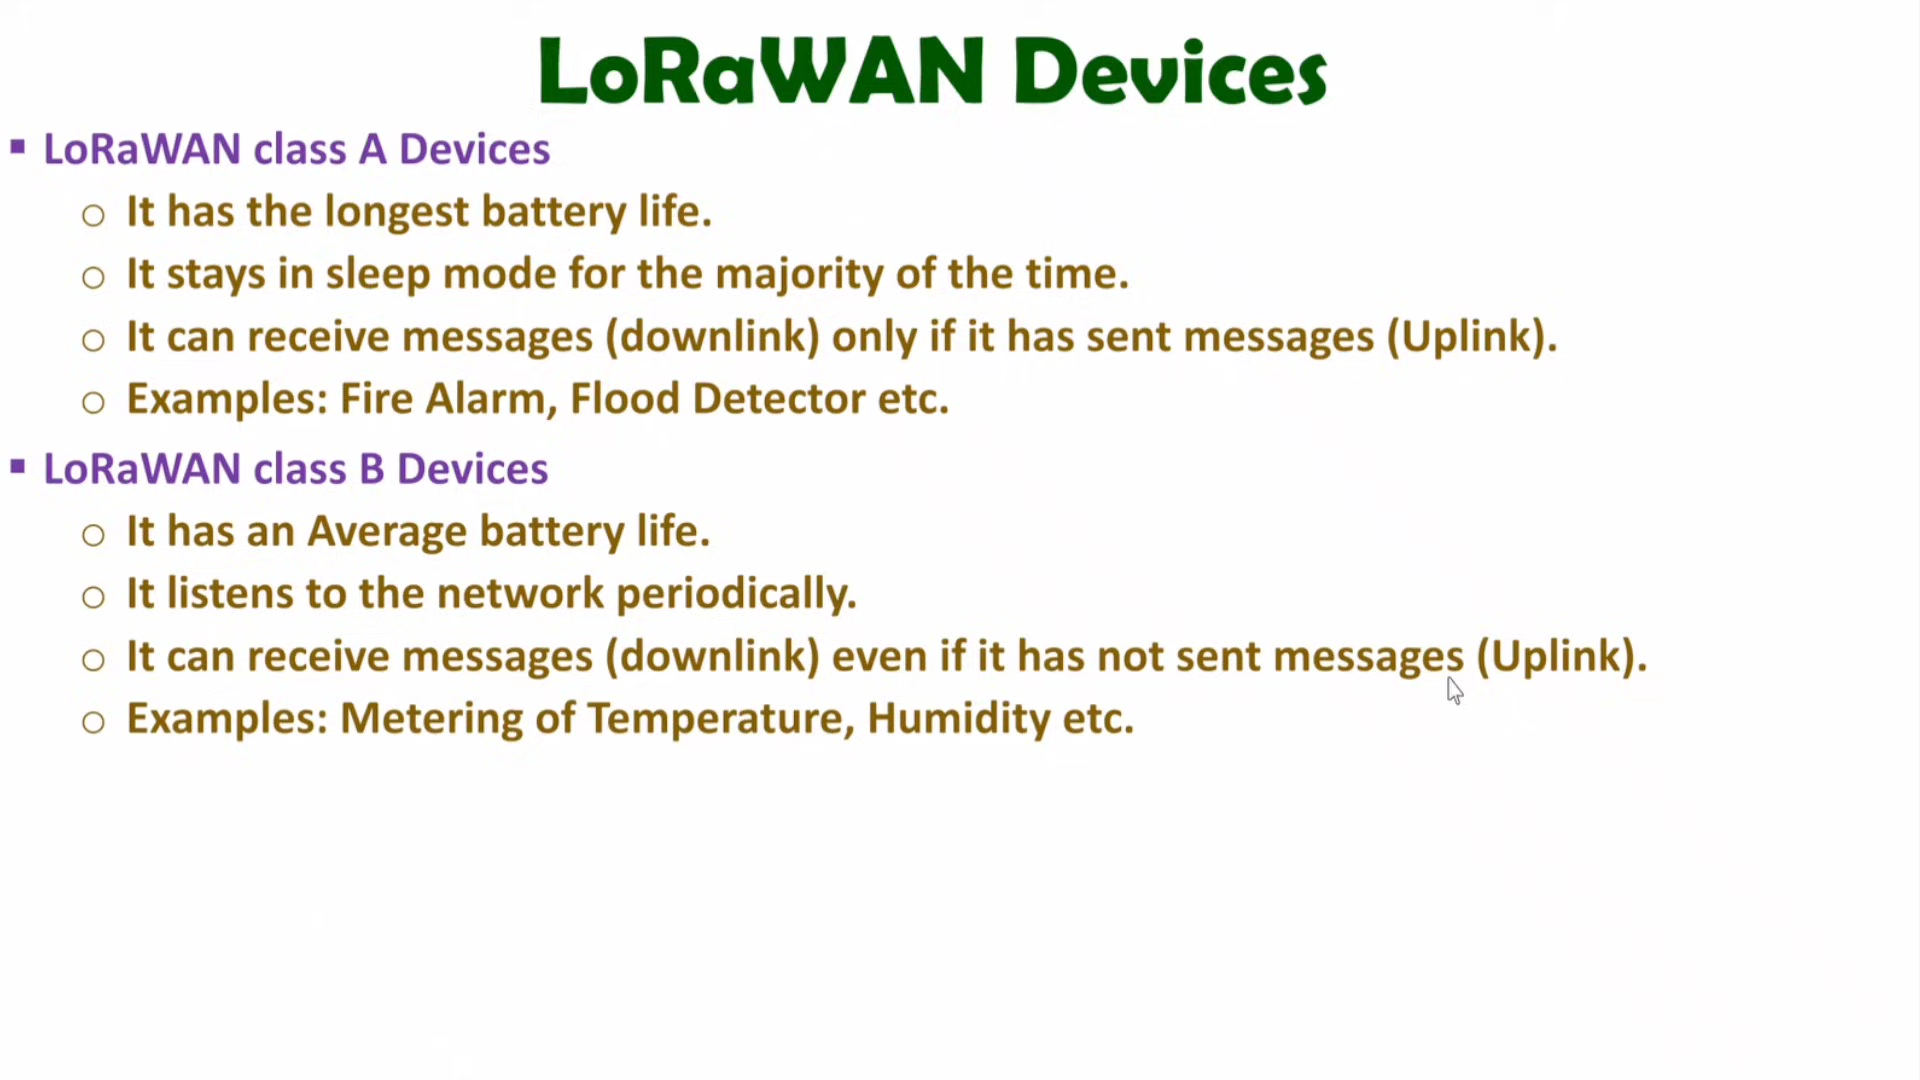 LoRaWAN Devices
▪ LoRaWAN class A Devices
o It has the longest battery life.
o It stays in sleep mode for the majority of the time.
o It can receive messages (downlink) only if it has sent messages (Uplink).
o Examples: Fire Alarm, Flood Detector etc.
▪ LoRaWAN class B Devices
o It has an Average battery life.
o It listens to the network periodically.
o It can receive messages (downlink) even if it has not sent messages (Uplink).
o Examples: Metering of Temperature, Humidity etc.